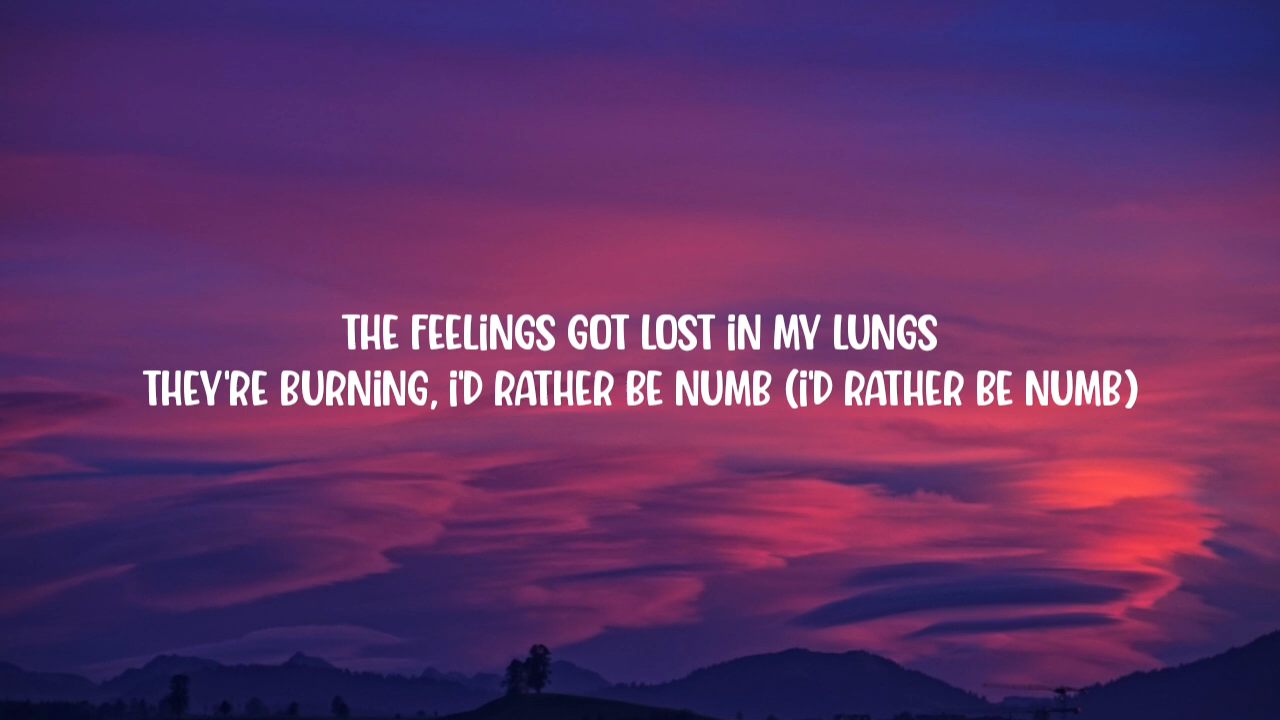 THE FEELINGS GOT LOST IN MY LUNGS
THEY'RE BURNING, I'D RATHER BE NUMB (I'D RATHER BE NUMB)